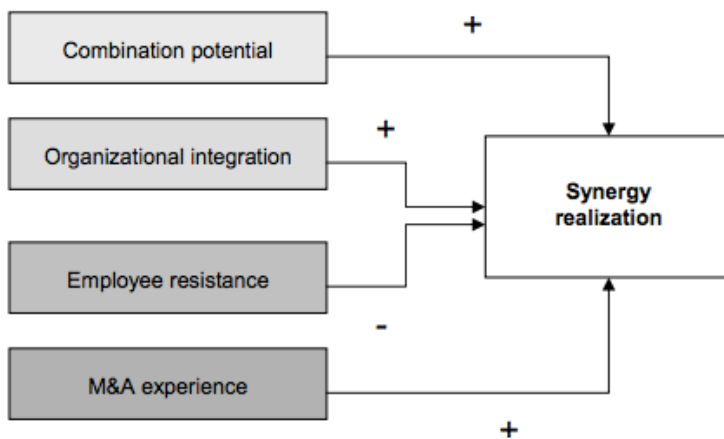 +
Combination potential
+
Organizational integration
Synergy
realization
Employee resistance
-
M&A experience
+